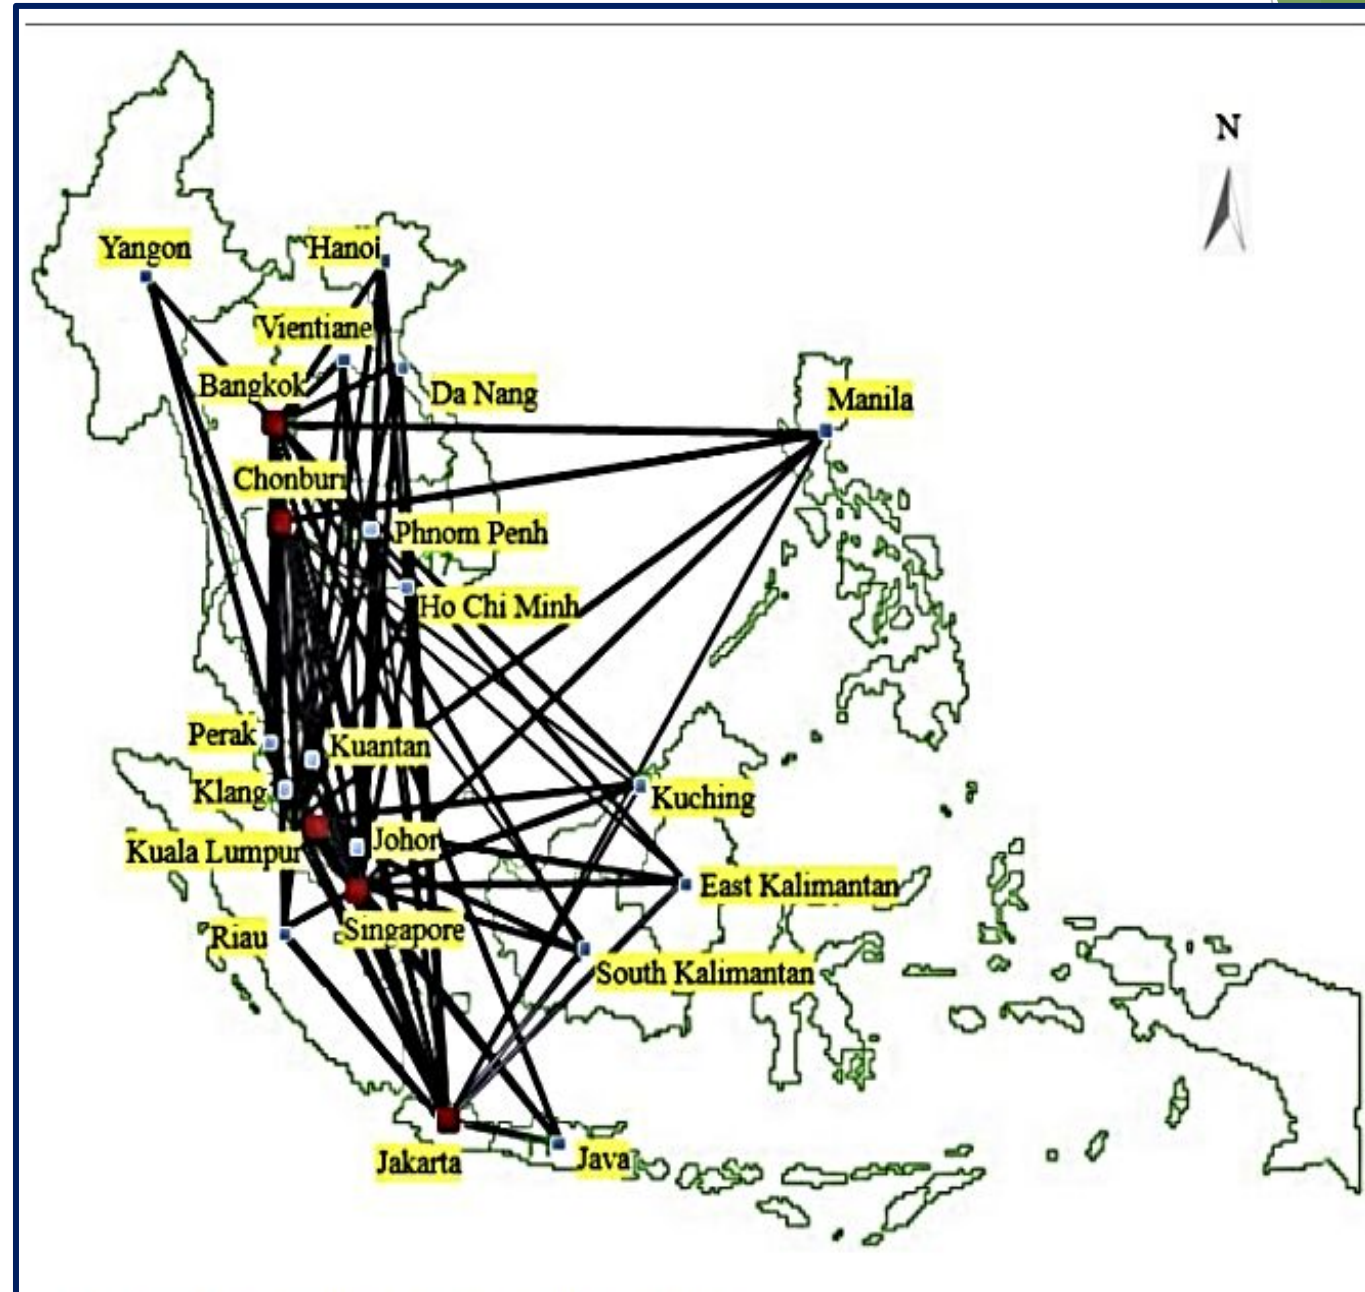 N
Yangon
Hanoi
Vientiane
Bangkok
Da Nang
Manila
Chonburi
Phnom Penh
Ho Chi Minh
Perak
Kuantan
Klang
Kuching
Johor
Kuala Lumpur
East Kalimantan
Riau
Singapore
South Kalimantan
Jakarta
Java